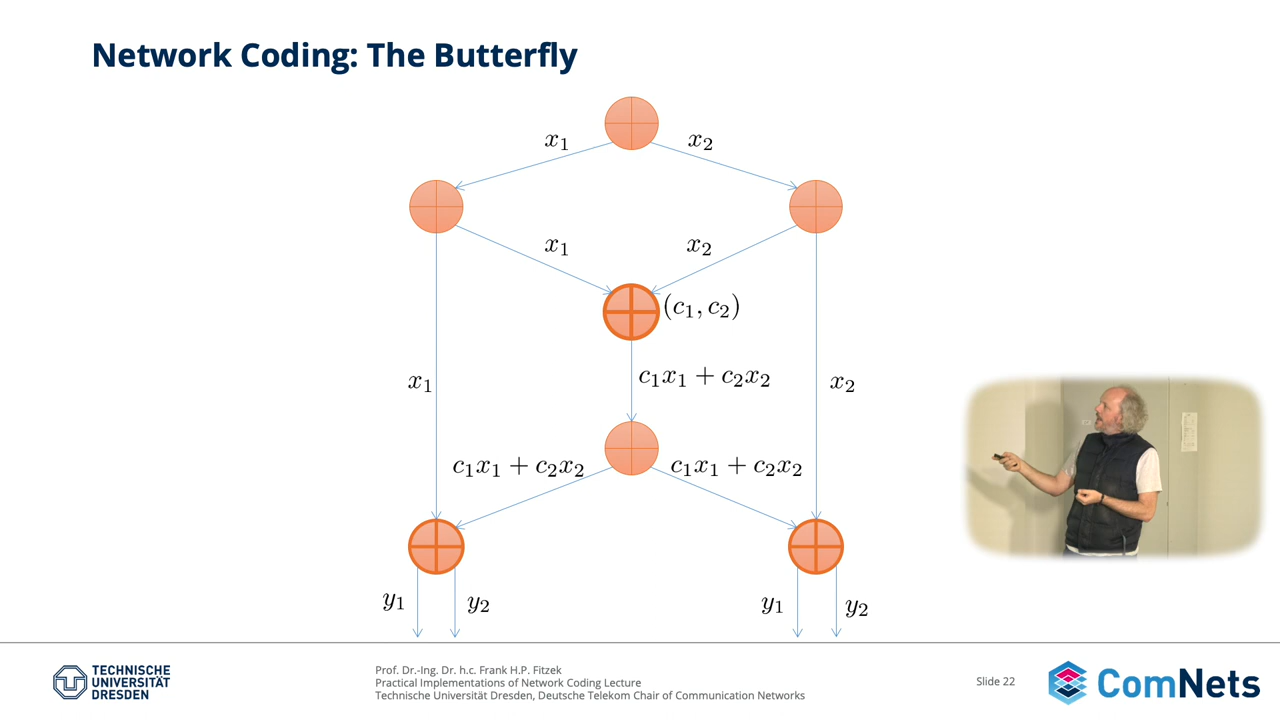 Network Coding: The Butterfly
x₁
x₂
x₁
x₂
(c₁, c₂)
x₁
c₁x₁ + c₂x₂
x₂
c₁x₁ + c₂x₂
c₁x₁ + c₂x₂
y₁
y₂
y₁
y₂
TECHNISCHE
UNIVERSITÄT
DRESDEN
Prof. Dr.-Ing. Dr. h.c. Frank H.P. Fitzek
Practical Implementations of Network Coding Lecture
Technische Universität Dresden, Deutsche Telekom Chair of Communication Networks
Slide 22
ComNets